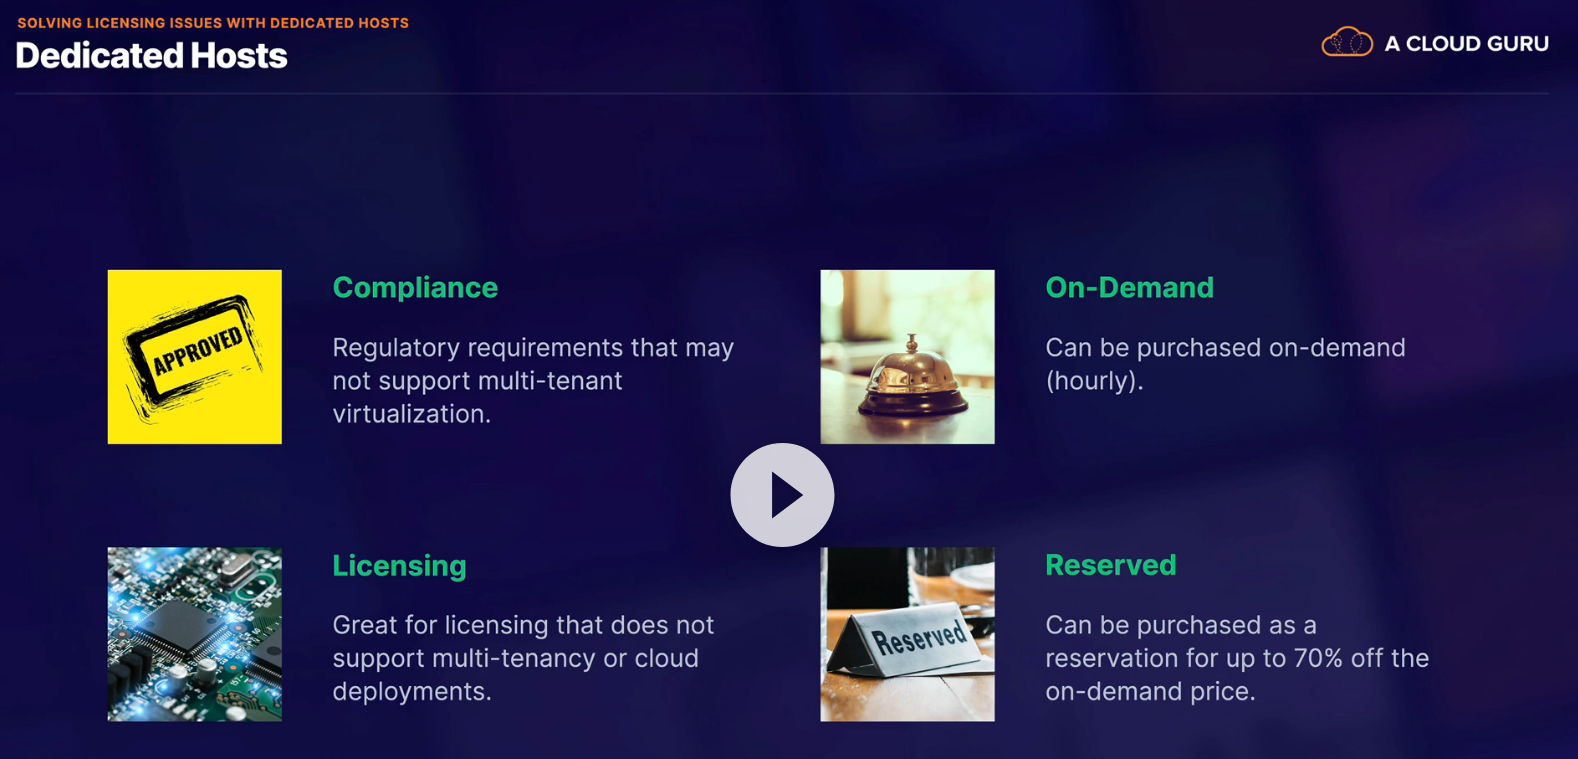 SOLVING LICENSING ISSUES WITH DEDICATED HOSTS
Dedicated Hosts
A CLOUD GURU
APPROVED
Compliance
Regulatory requirements that may
not support multi-tenant
virtualization.
On-Demand
Can be purchased on-demand
(hourly).
Licensing
Great for licensing that does not
support multi-tenancy or cloud
deployments.
Reserved
Reserved
Can be purchased as a
reservation for up to 70% off the
on-demand price.